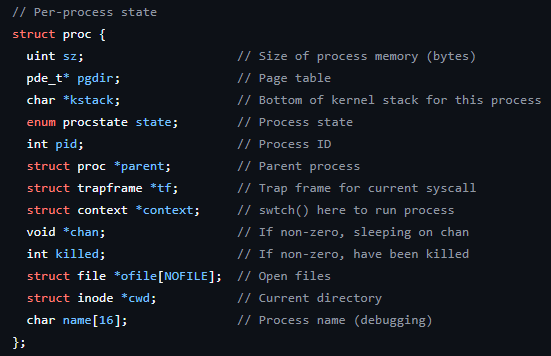 // Per-process state
struct proc {
  uint sz;                     // Size of process memory (bytes)
  pde_t* pgdir;                // Page table
  char *kstack;                // Bottom of kernel stack for this process
  enum procstate state;        // Process state
  int pid;                     // Process ID
  struct proc *parent;         // Parent process
  struct trapframe *tf;        // Trap frame for current syscall
  struct context *context;     // swtch() here to run process
  void *chan;                  // If non-zero, sleeping on chan
  int killed;                  // If non-zero, have been killed
  struct file *ofile[NOFILE];  // Open files
  struct inode *cwd;           // Current directory
  char name[16];               // Process name (debugging)
};